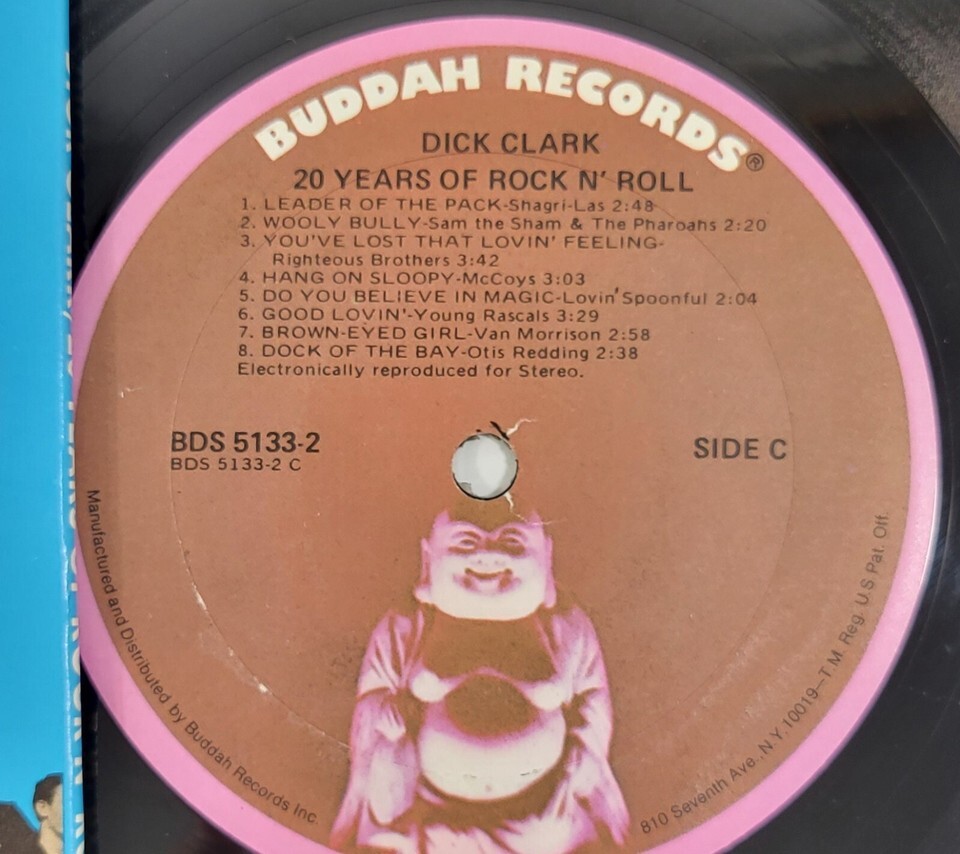 BUDDAH RECORDS®
DICK CLARK
20 YEARS OF ROCK N' ROLL
1. LEADER OF THE PACK-Shagri-Las 2:48
2. WOOLY BULLY-Sam the Sham & The Pharoahs 2:20
3. YOU'VE LOST THAT LOVIN' FEELING-
Righteous Brothers 3:42
4. HANG ON SLOOPY-McCoys 3:03
5. DO YOU BELIEVE IN MAGIC-Lovin' Spoonful 2:04
6. GOOD LOVIN'-Young Rascals 3:29
7. BROWN-EYED GIRL-Van Morrison 2:58
8. DOCK OF THE BAY-Otis Redding 2:38
Electronically reproduced for Stereo.
BDS 5133-2
BDS 5133-2 C
SIDE C
Manufactured and Distributed by Buddah Records Inc.
810 Seventh Ave., N.Y. 10019—T.M. Reg. U.S Pat. Off.